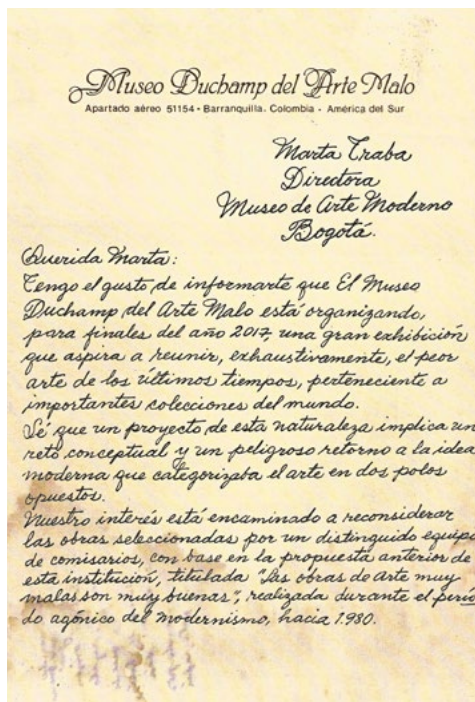 Museo Duchamp del Arte Malo
Apartado aéreo 51154 - Barranquilla. Colombia - América del Sur
Marta Traba
Directora
Museo de Arte Moderno
Bogotá.
Querida Marta:
Tengo el gusto de informarte que El Museo
Duchamp del Arte Malo está organizando,
para finales del año 2017, una gran exhibición
que aspira a reunir, exhaustivamente, el peor
arte de los últimos tiempos, perteneciente a
importantes colecciones del mundo.
Sé que un proyecto de esta naturaleza implica un
reto conceptual y un peligroso retorno a la idea
moderna que categorizaba el arte en dos polos
opuestos.
Nuestro interés está encaminado a reconsiderar
las obras seleccionadas por un distinguido equipo
de comisarios, con base en la propuesta anterior de
esta institución, titulada "Las obras de arte muy
malas son muy buenas", realizada durante el perío
do agónico del modernismo, hacia 1.980.